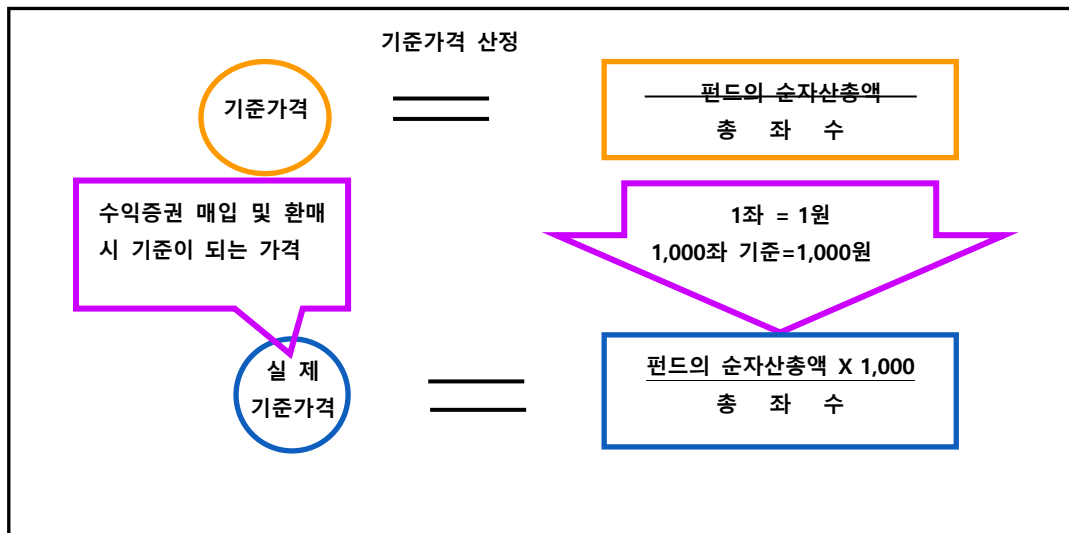 기준가격 산정
기준가격
펀드의 순자산총액
총 좌 수
수익증권 매입 및 환매
시 기준이 되는 가격
1좌 = 1원
1,000좌 기준=1,000원
실 제
기준가격
펀드의 순자산총액 X 1,000
총 좌 수